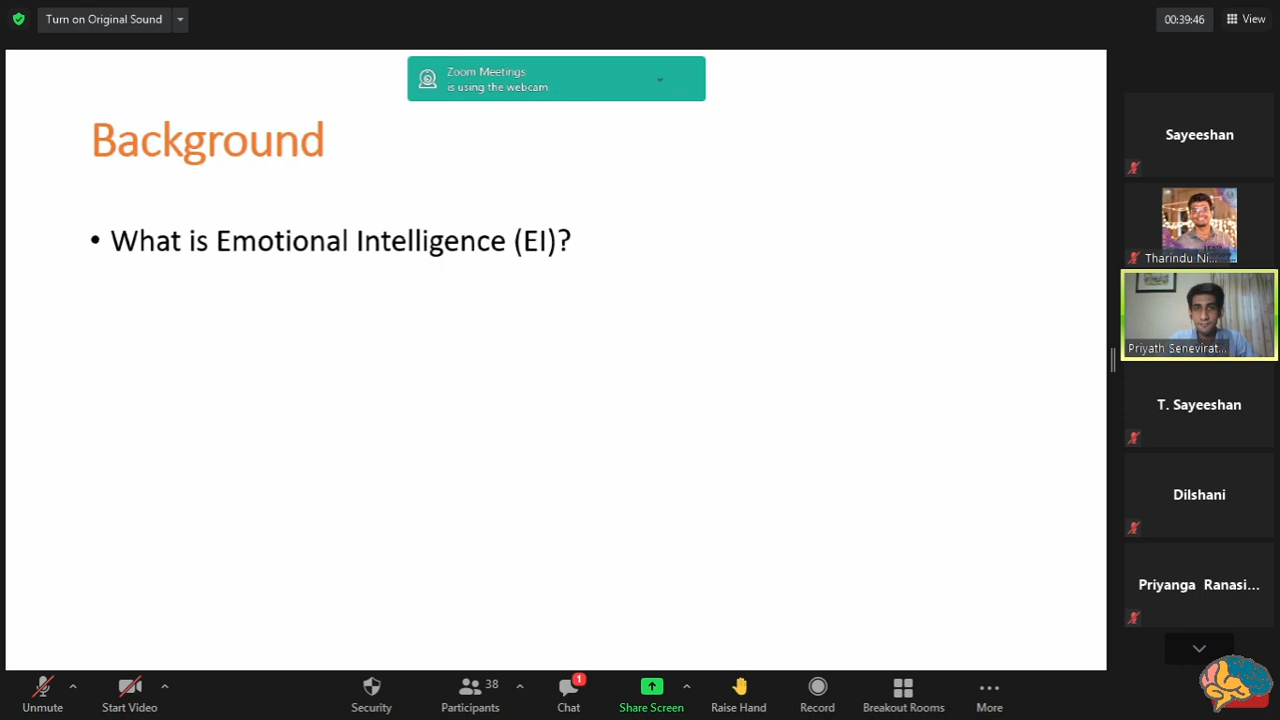 Turn on Original Sound
00:39:46
View
Zoom Meetings
is using the webcam
Background
• What is Emotional Intelligence (EI)?
Sayeeshan
Tharindu Ni...
Priyath Senevirat...
T. Sayeeshan
Dilshani
Priyanga Ranasi...
Unmute
Start Video
Security
38
Participants
1
Chat
Share Screen
Raise Hand
Record
Breakout Rooms
More